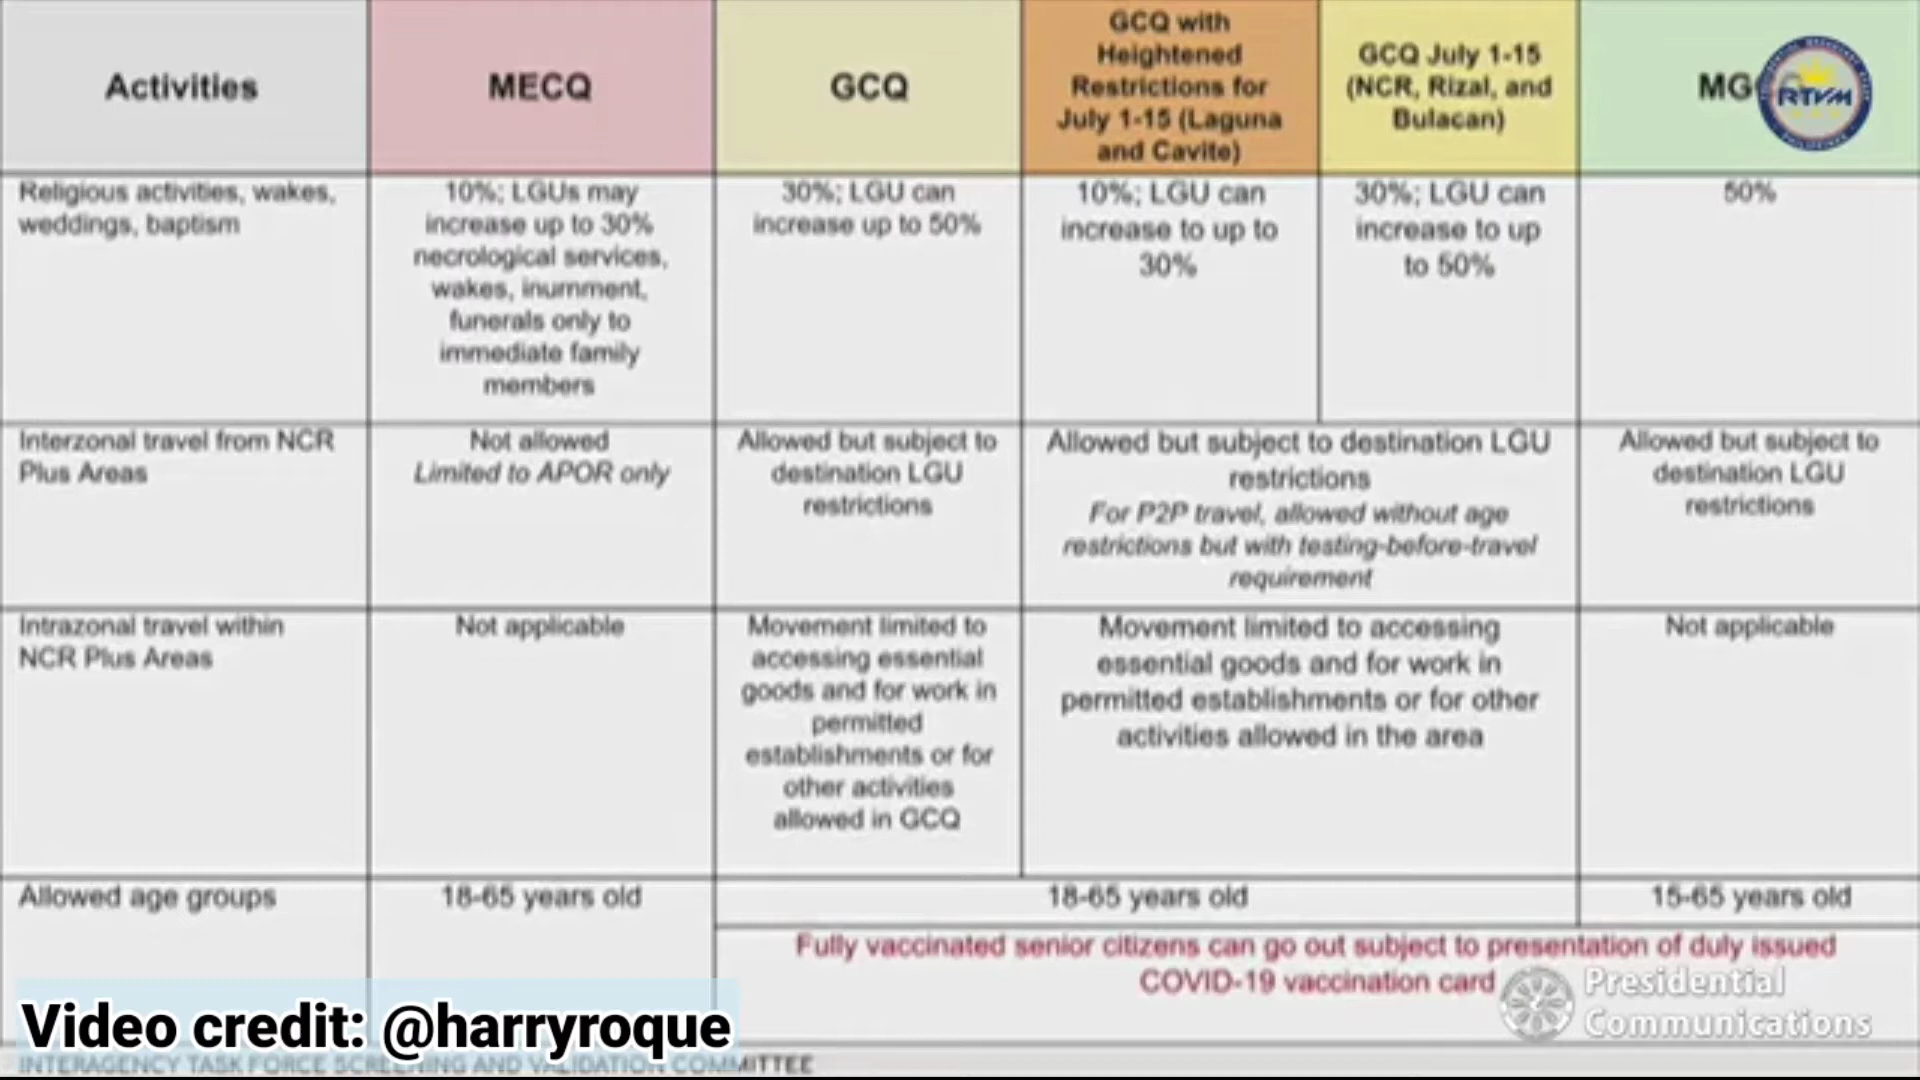 Activities
MECQ
GCQ
GCQ with
Heightened
Restrictions for
July 1-15 (Laguna
and Cavite)
GCQ July 1-15
(NCR, Rizal, and
Bulacan)
MG
RTVM
PHILIPPINES
Religious activities, wakes,
weddings, baptism
10%; LGUs may
increase up to 30%
necrological services,
wakes, inurnment,
funerals only to
immediate family
members
30%; LGU can
increase up to 50%
10%; LGU can
increase to up to
30%
30%; LGU can
increase to up
to 50%
50%
Interzonal travel from NCR
Plus Areas
Not allowed
Limited to APOR only
Allowed but subject to
destination LGU
restrictions
Allowed but subject to destination LGU
restrictions
For P2P travel, allowed without age
restrictions but with testing-before-travel
requirement
Allowed but subject to
destination LGU
restrictions
Intrazonal travel within
NCR Plus Areas
Not applicable
Movement limited to
accessing essential
goods and for work in
permitted
establishments or for
other activities
allowed in GCQ
Movement limited to accessing
essential goods and for work in
permitted establishments or for other
activities allowed in the area
Not applicable
Allowed age groups
18-65 years old
18-65 years old
15-65 years old
Fully vaccinated senior citizens can go out subject to presentation of duly issued
COVID-19 vaccination card
Presidential
Communications
Video credit: @harryroque
INTERAGENCY TASK FORCE SCREENING AND VALIDATION COMMITTEE